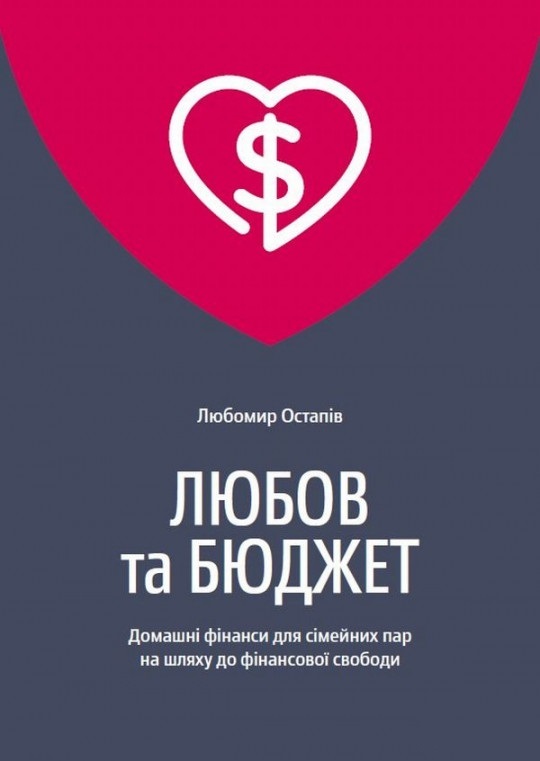 Любомир Остапів
ЛЮБОВ
та БЮДЖЕТ
Домашні фінанси для сімейних пар
на шляху до фінансової свободи